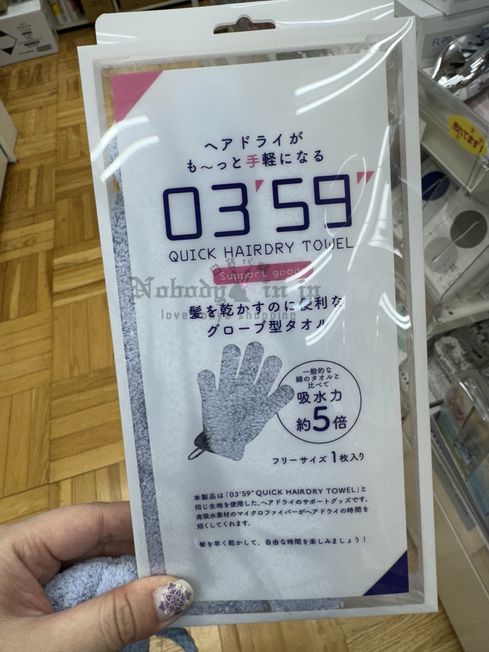 ヘアドライが
も〜っと手軽になる
03'59"
QUICK HAIRDRY TOWEL
Support goods
Nobody in in
髪を乾かすのに便利な
グローブ型タオル
一般的な
綿のタオルと
比べて
吸水力
約5倍
フリーサイズ 1枚入り
本製品は「03'59"QUICK HAIRDRY TOWEL」と
同じ生地を使用した、ヘアドライのサポートグッズです。
高吸水素材のマイクロファイバーがヘアドライの時間を
短くしてくれます。
髪を早く乾かして、自由な時間を楽しみましょう!